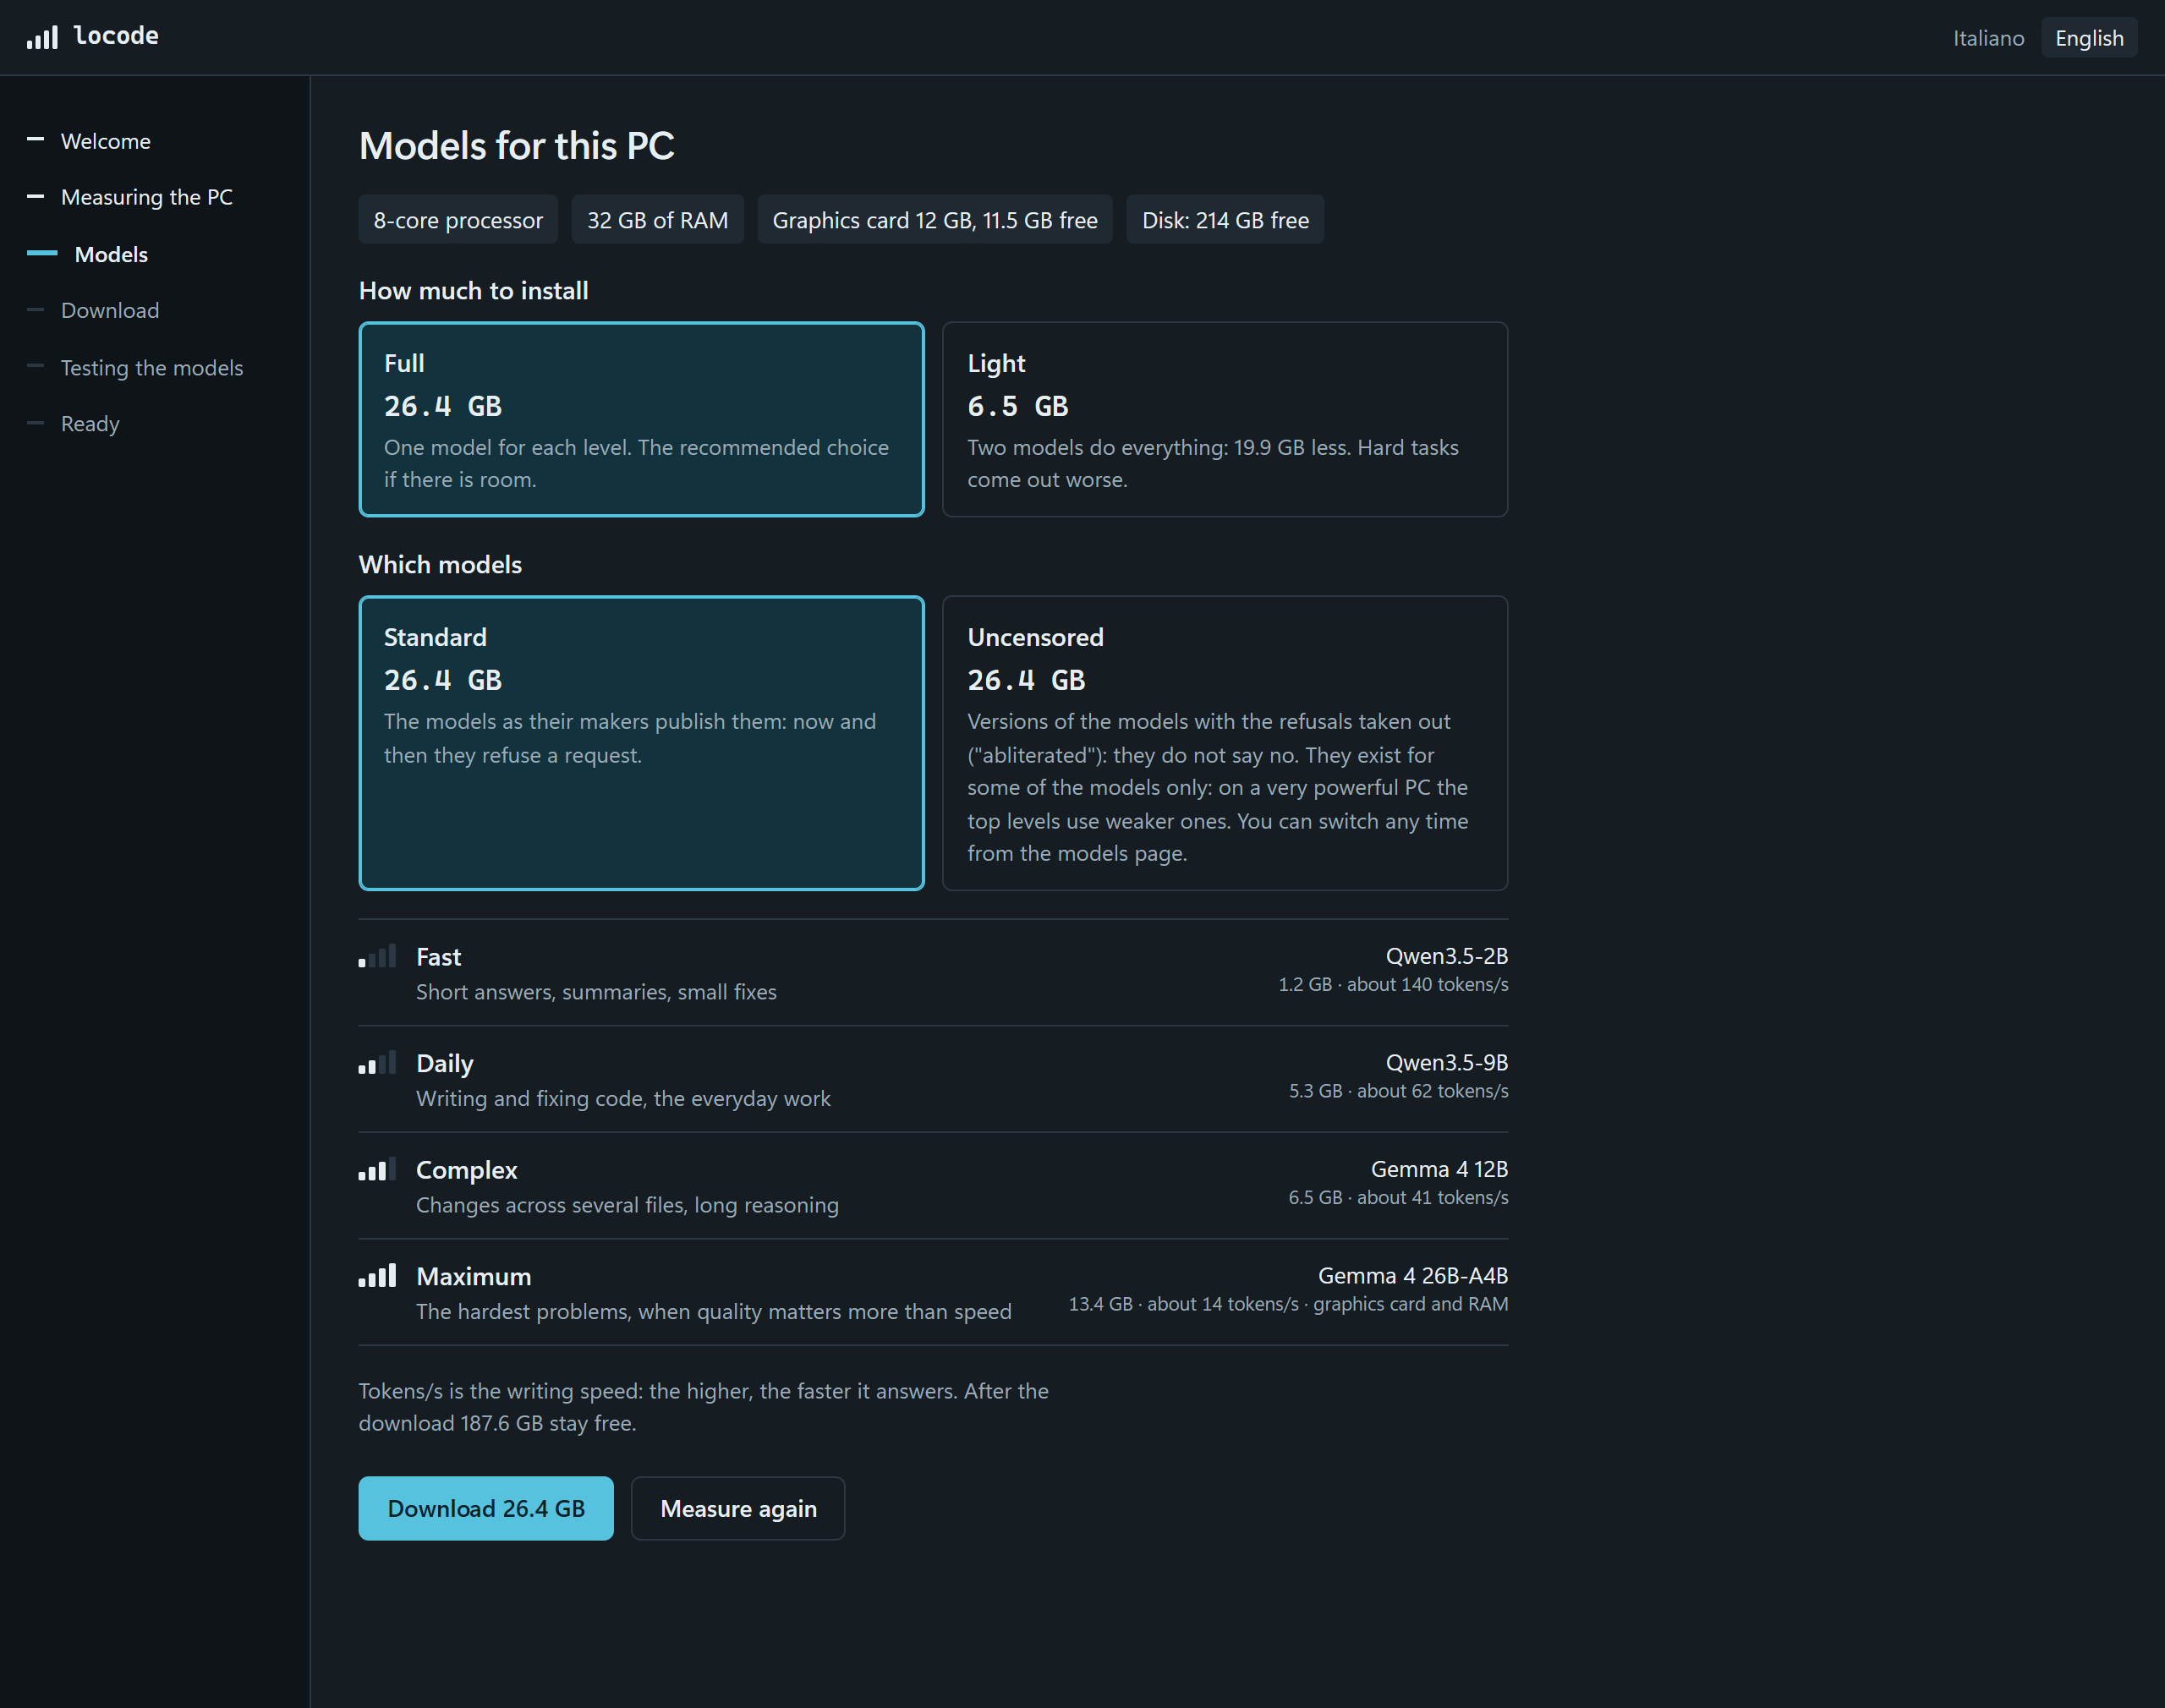 locode
Italiano
English
Welcome
Measuring the PC
Models
Download
Testing the models
Ready
Models for this PC
8-core processor
32 GB of RAM
Graphics card 12 GB, 11.5 GB free
Disk: 214 GB free
How much to install
Full
26.4 GB
One model for each level. The recommended choice
if there is room.
Light
6.5 GB
Two models do everything: 19.9 GB less. Hard tasks
come out worse.
Which models
Standard
26.4 GB
The models as their makers publish them: now and
then they refuse a request.
Uncensored
26.4 GB
Versions of the models with the refusals taken out
("abliterated"): they do not say no. They exist for
some of the models only: on a very powerful PC the
top levels use weaker ones. You can switch any time
from the models page.
Fast
Short answers, summaries, small fixes
Qwen3.5-2B
1.2 GB · about 140 tokens/s
Daily
Writing and fixing code, the everyday work
Qwen3.5-9B
5.3 GB · about 62 tokens/s
Complex
Changes across several files, long reasoning
Gemma 4 12B
6.5 GB · about 41 tokens/s
Maximum
The hardest problems, when quality matters more than speed
Gemma 4 26B-A4B
13.4 GB · about 14 tokens/s · graphics card and RAM
Tokens/s is the writing speed: the higher, the faster it answers. After the
download 187.6 GB stay free.
Download 26.4 GB
Measure again